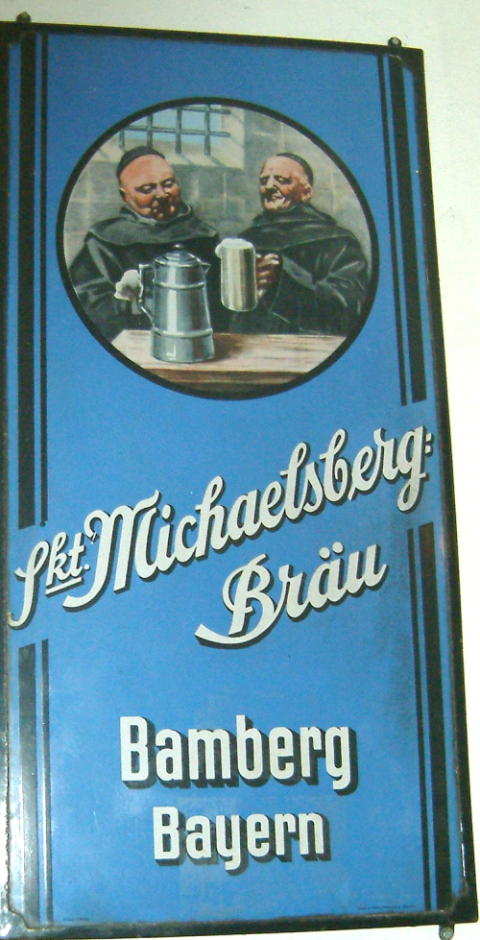 Skt. Michaelsberg-
Bräu
Bamberg
Bayern